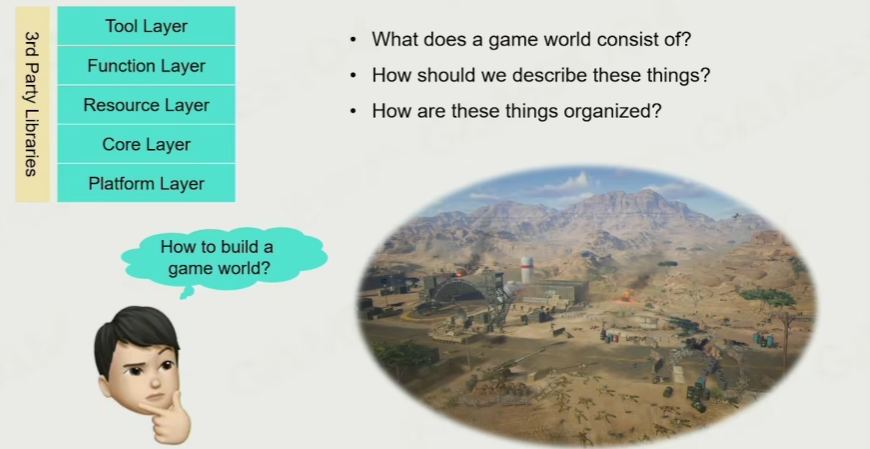 3rd Party Libraries
Tool Layer
Function Layer
Resource Layer
Core Layer
Platform Layer
• What does a game world consist of?
• How should we describe these things?
• How are these things organized?
How to build a
game world?